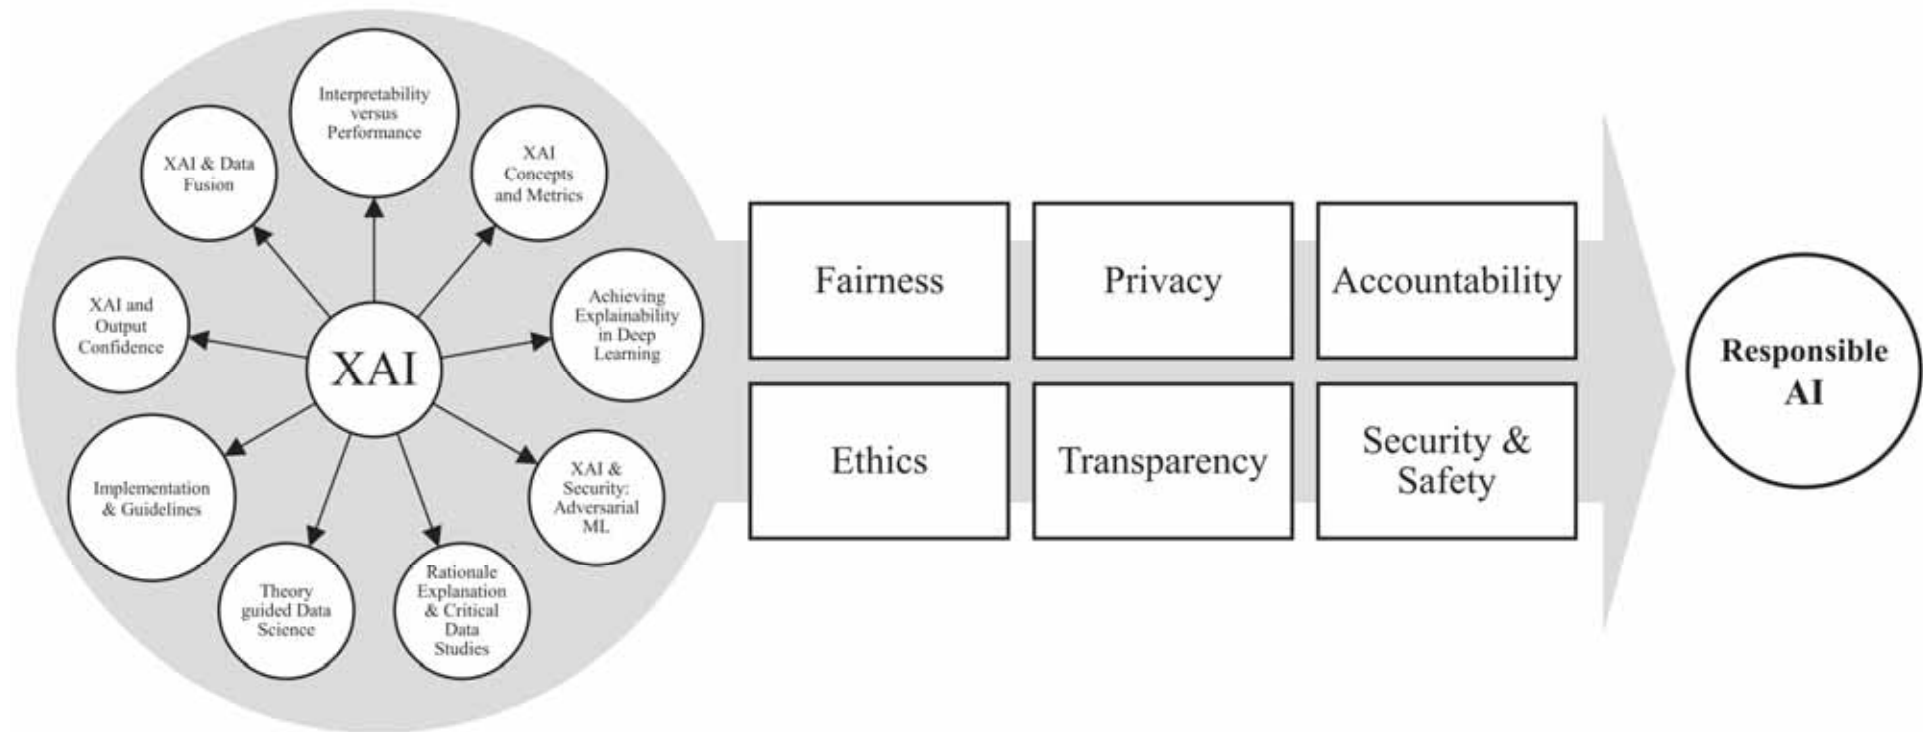 Interpretability
versus
Performance
XAI
Concepts
and Metrics
Achieving
Explainability
in Deep
Learning
XAI &
Security:
Adversarial
ML
Rationale
Explanation
& Critical
Data
Studies
Theory
guided Data
Science
Implementation
& Guidelines
XAI and
Output
Confidence
XAI & Data
Fusion
XAI
Fairness
Privacy
Accountability
Ethics
Transparency
Security &
Safety
Responsible
AI